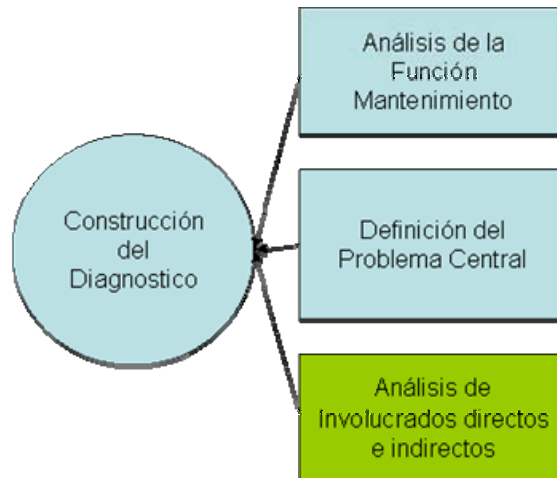 Análisis de la
Función
Mantenimiento
Construcción
del
Diagnostico
Definición del
Problema Central
Análisis de
Involucrados directos
e indirectos